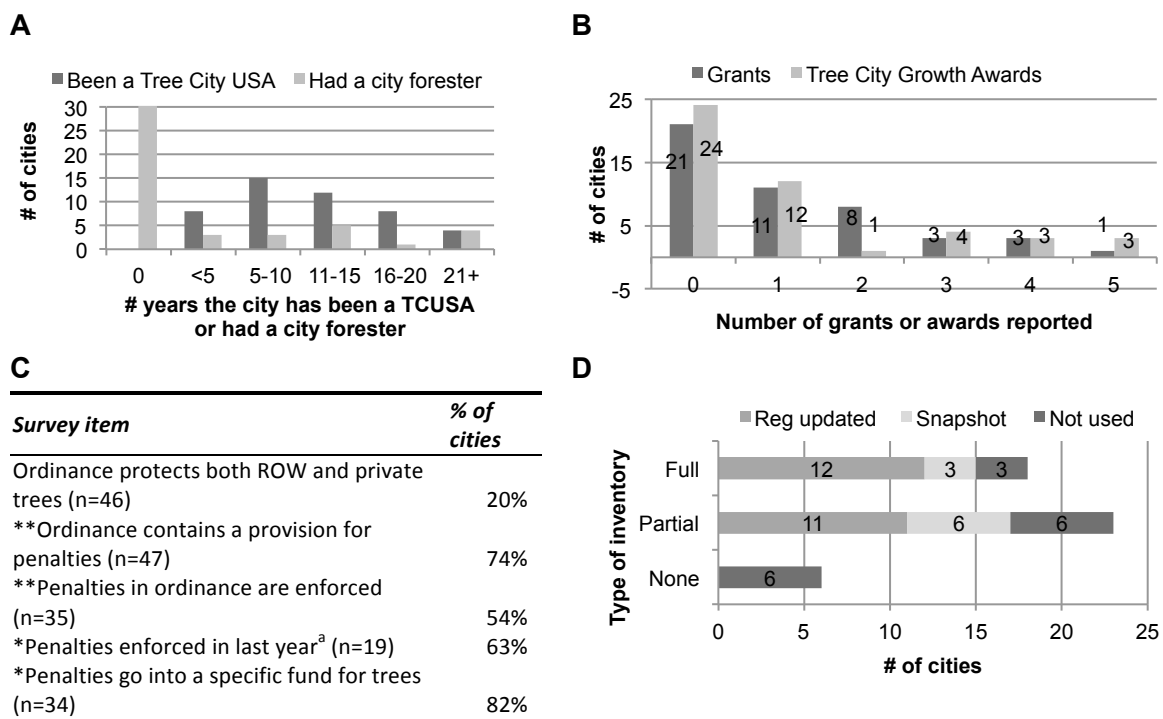 A
Been a Tree City USA Had a city forester
30
25
20
15
10
5
0
# of cities
0 <5 5-10 11-15 16-20 21+
# years the city has been a TCUSA
or had a city forester
B
Grants Tree City Growth Awards
25
15
5
-5
# of cities
21 24 11 12 8 1 3 4 3 3 1 3
0 1 2 3 4 5
Number of grants or awards reported
C
Survey item % of
cities
Ordinance protects both ROW and private
trees (n=46) 20%
**Ordinance contains a provision for
penalties (n=47) 74%
**Penalties in ordinance are enforced
(n=35) 54%
*Penalties enforced in last yearᵃ (n=19) 63%
*Penalties go into a specific fund for trees
(n=34) 82%
D
Reg updated Snapshot Not used
Type of inventory
Full 12 3 3
Partial 11 6 6
None 6
0 5 10 15 20 25
# of cities